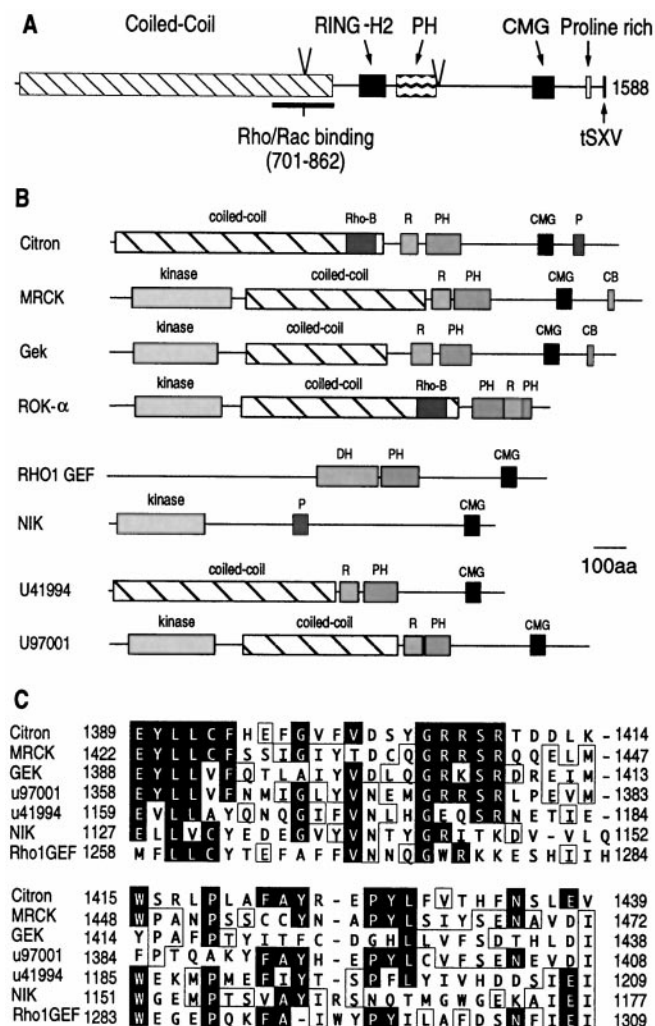 A
Coiled-Coil RING-H2 PH CMG Proline rich
1588
Rho/Rac binding
(701-862)
tSXV
B
coiled-coil Rho-B R PH CMG P
Citron
kinase coiled-coil R PH CMG CB
MRCK
kinase coiled-coil R PH CMG CB
Gek
kinase coiled-coil Rho-B PH R PH
ROK-α
DH PH CMG
RHO1 GEF
kinase P CMG
NIK
100aa
coiled-coil R PH CMG
U41994
kinase coiled-coil R PH CMG
U97001
C
Citron 1389 E Y L L C F H E F G V F V D S Y G R R S R T D D L K - 1414
MRCK 1422 E Y L L C F S S I G I Y T D C Q G R R S R Q Q E L M - 1447
GEK 1388 E Y L L V F Q T L A I Y V D L Q G R K S R D R E I M - 1413
u97001 1358 E Y L L V F N M I G L Y V N E M G R R S R L P E V M - 1383
u41994 1159 E V L L A Y Q N Q G I F V N L H G E Q S R N E T I E - 1184
NIK 1127 E L L V C Y E D E G V Y V N T Y G R I T K D V - V L Q 1152
Rho1GEF 1258 M F L L C Y T E F A F F V N N Q G W R K K E S H I I H 1284
Citron 1415 W S R L P L A F A Y R - E P Y L F V T H F N S L E V 1439
MRCK 1448 W P A N P S S C C Y N - A P Y L S I Y S E N A V D I 1472
GEK 1414 Y P A F P T Y I T F C - D G H L L V F S D T H L D I 1438
u97001 1384 F P T Q A K Y F A Y H - E P Y L C V F S E N E V D I 1408
u41994 1185 W E K M P M E F I Y T - S P F L Y I V H D D S I E I 1209
NIK 1151 W G E M P T S V A Y I R S N Q T M G W G E K A I E I 1177
Rho1GEF 1283 W E G E P Q K F A - I W Y P Y I L A F D S N F I E I 1309